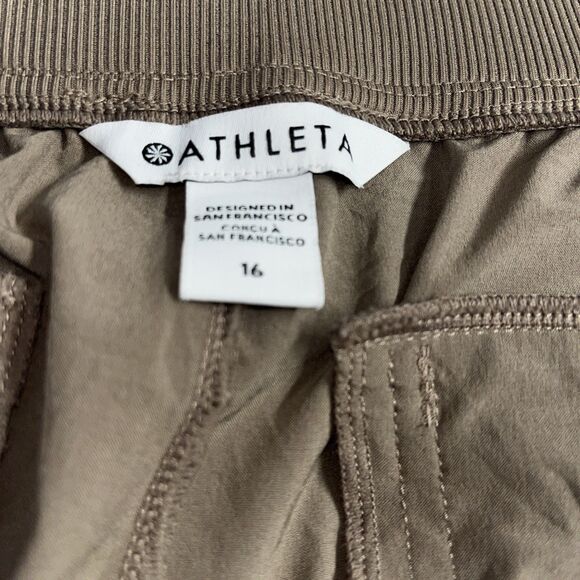 ATHLETA
DESIGNED IN
SAN FRANCISCO
CONÇU À
SAN FRANCISCO
16